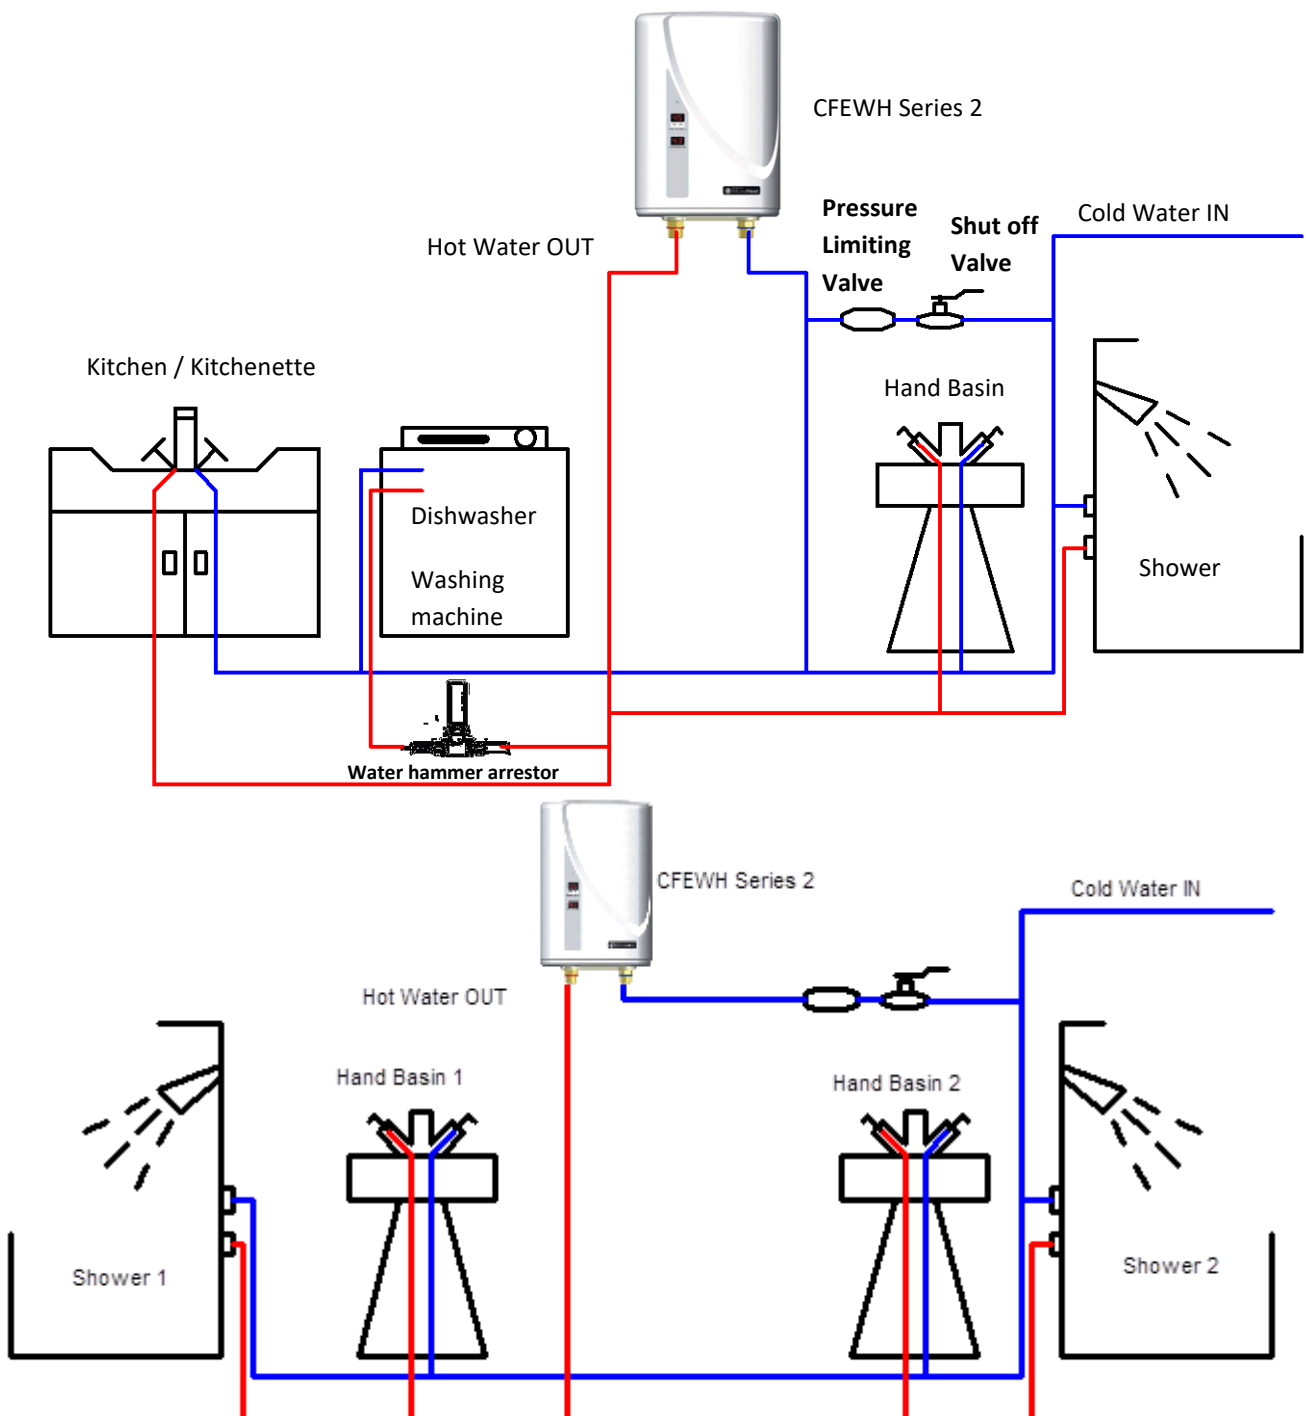 CFEWH Series 2
Pressure
Limiting
Valve
Shut off
Valve
Cold Water IN
Hot Water OUT
Kitchen / Kitchenette
Hand Basin
Dishwasher
Washing
machine
Shower
Water hammer arrestor
CFEWH Series 2
Cold Water IN
Hot Water OUT
Hand Basin 1
Hand Basin 2
Shower 1
Shower 2